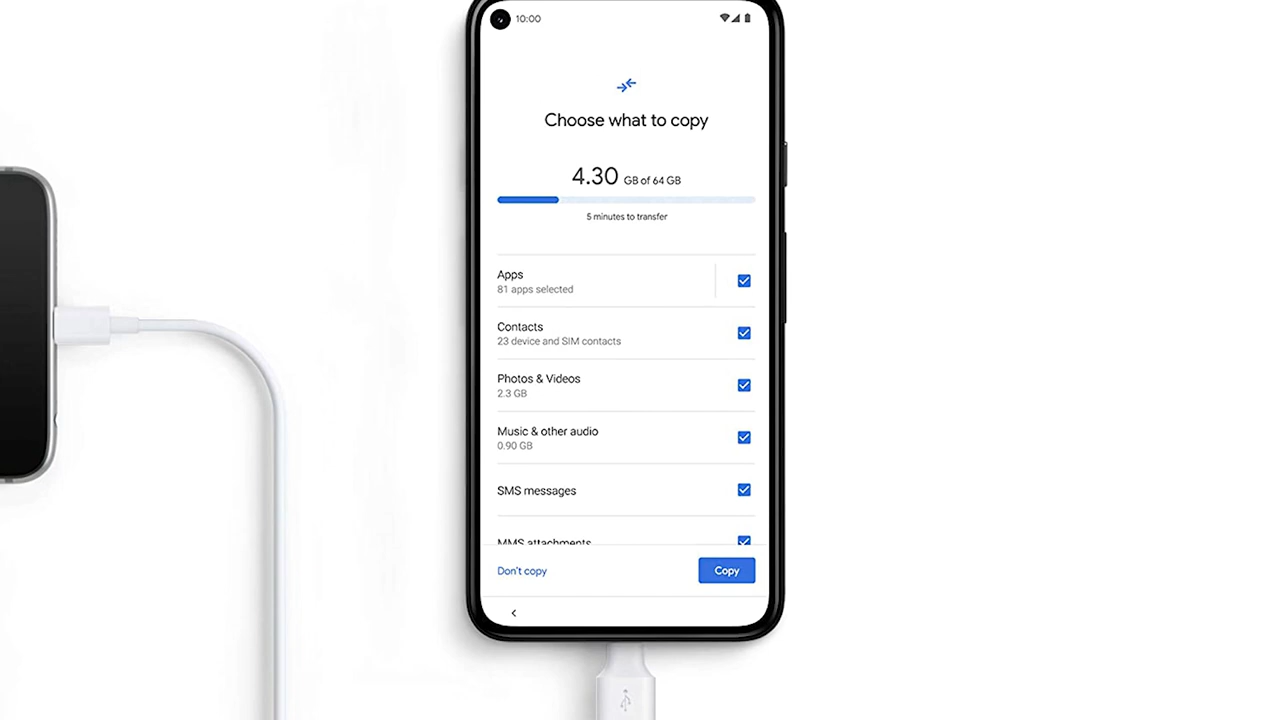 10:00
Choose what to copy
4.30 GB of 64 GB
5 minutes to transfer
Apps
81 apps selected
Contacts
23 device and SIM contacts
Photos & Videos
2.3 GB
Music & other audio
0.90 GB
SMS messages
MMS attachments
Don't copy
Copy